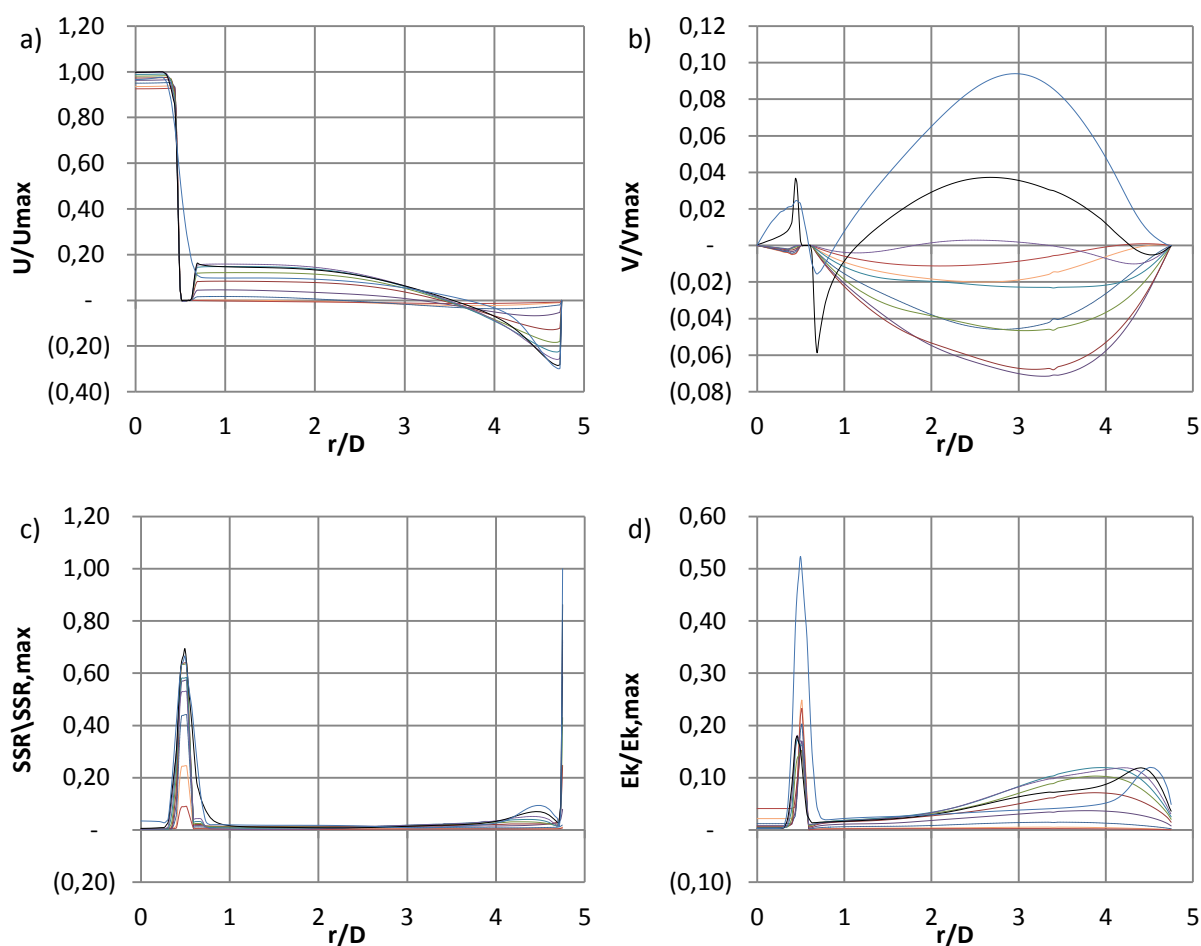 a)
1,20
1,00
0,80
0,60
0,40
0,20
-
(0,20)
(0,40)
U/Umax
0 1 2 3 4 5
r/D
b)
0,12
0,10
0,08
0,06
0,04
0,02
-
(0,02)
(0,04)
(0,06)
(0,08)
V/Vmax
0 1 2 3 4 5
r/D
c)
1,20
1,00
0,80
0,60
0,40
0,20
-
(0,20)
SSR\SSR,max
0 1 2 3 4 5
r/D
d)
0,60
0,50
0,40
0,30
0,20
0,10
-
(0,10)
Ek/Ek,max
0 1 2 3 4 5
r/D